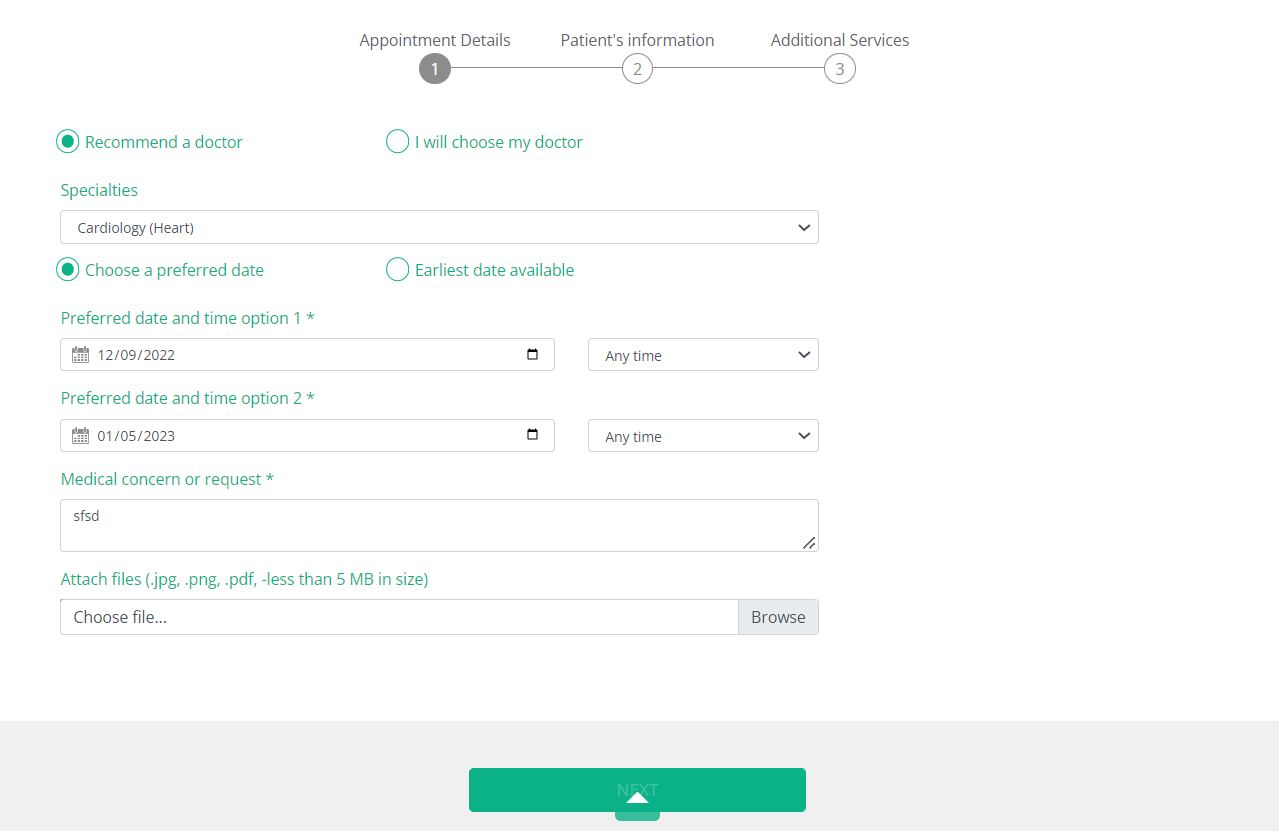 Appointment Details Patient's information Additional Services
1 2 3
Recommend a doctor I will choose my doctor
Specialties
Cardiology (Heart)
Choose a preferred date Earliest date available
Preferred date and time option 1 *
12/09/2022 Any time
Preferred date and time option 2 *
01/05/2023 Any time
Medical concern or request *
sfsd
Attach files (.jpg, .png, .pdf, -less than 5 MB in size)
Choose file... Browse
NEXT